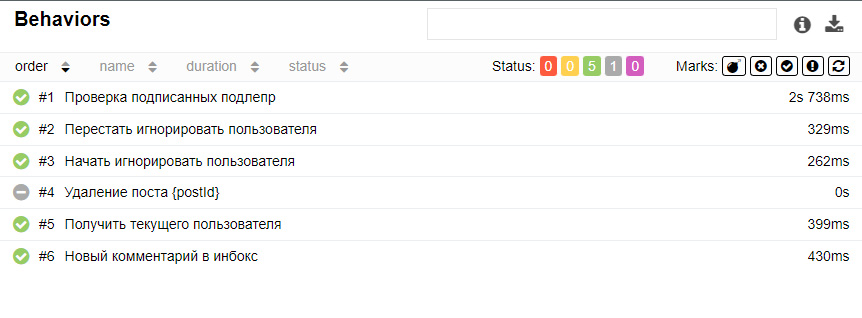 Behaviors
order name duration status Status: 0 0 5 1 0 Marks:
#1 Проверка подписанных подлепр 2s 738ms
#2 Перестать игнорировать пользователя 329ms
#3 Начать игнорировать пользователя 262ms
#4 Удаление поста {postId} 0s
#5 Получить текущего пользователя 399ms
#6 Новый комментарий в инбокс 430ms